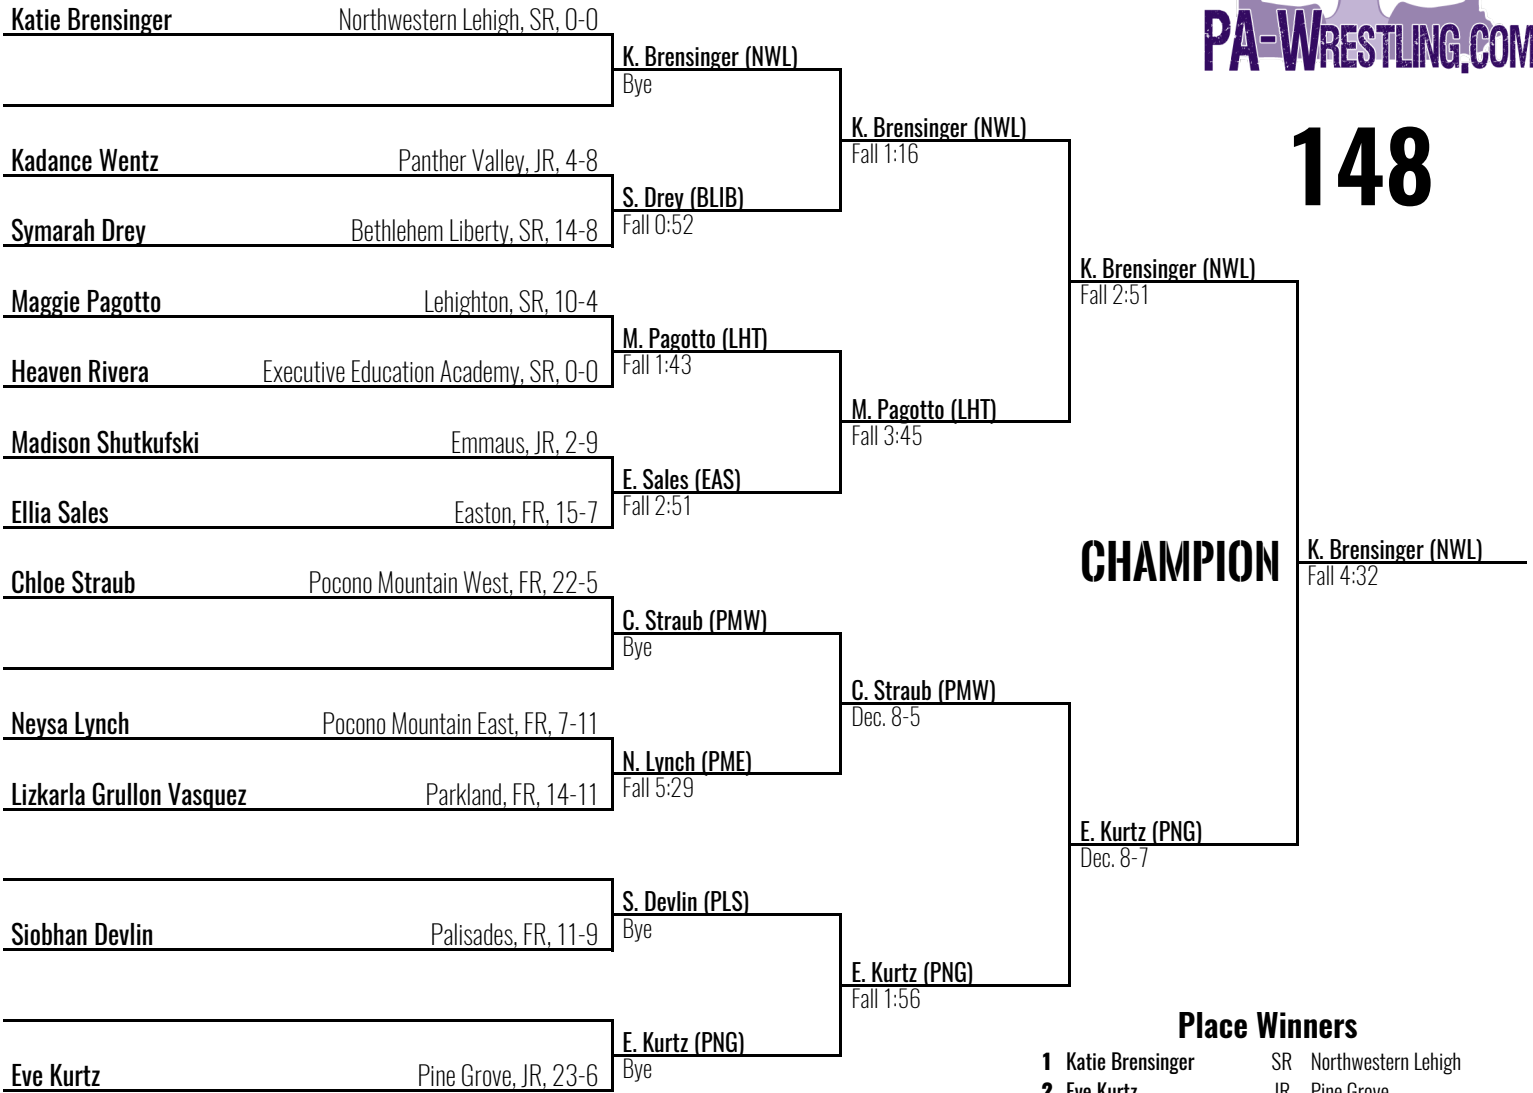 PA-WRESTLING.COM
148
Katie Brensinger Northwestern Lehigh, SR, 0-0
K. Brensinger (NWL)
Bye
K. Brensinger (NWL)
Fall 1:16
Kadance Wentz Panther Valley, JR, 4-8
S. Drey (BLIB)
Fall 0:52
Symarah Drey Bethlehem Liberty, SR, 14-8
K. Brensinger (NWL)
Fall 2:51
Maggie Pagotto Lehighton, SR, 10-4
M. Pagotto (LHT)
Fall 1:43
Heaven Rivera Executive Education Academy, SR, 0-0
M. Pagotto (LHT)
Fall 3:45
Madison Shutkufski Emmaus, JR, 2-9
E. Sales (EAS)
Fall 2:51
Ellia Sales Easton, FR, 15-7
CHAMPION
K. Brensinger (NWL)
Fall 4:32
Chloe Straub Pocono Mountain West, FR, 22-5
C. Straub (PMW)
Bye
C. Straub (PMW)
Dec. 8-5
Neysa Lynch Pocono Mountain East, FR, 7-11
N. Lynch (PME)
Fall 5:29
Lizkarla Grullon Vasquez Parkland, FR, 14-11
E. Kurtz (PNG)
Dec. 8-7
S. Devlin (PLS)
Bye
Siobhan Devlin Palisades, FR, 11-9
E. Kurtz (PNG)
Fall 1:56
E. Kurtz (PNG)
Bye
Eve Kurtz Pine Grove, JR, 23-6
Place Winners
1 Katie Brensinger SR Northwestern Lehigh
2 Eve Kurtz JR Pine Grove